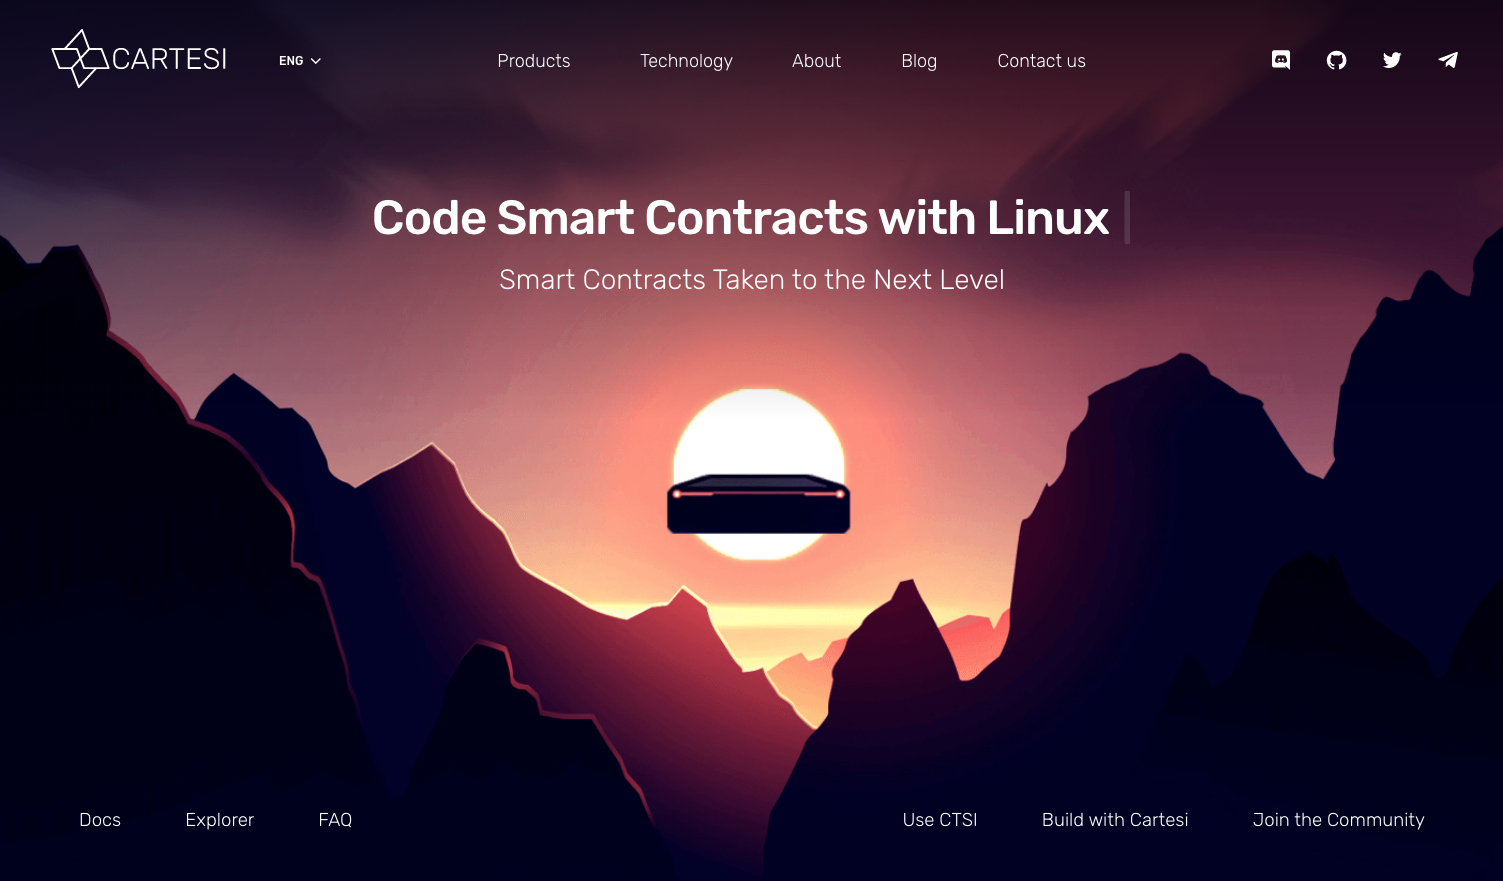 CARTESI
ENG
Products Technology About Blog Contact us
Code Smart Contracts with Linux
Smart Contracts Taken to the Next Level
Docs Explorer FAQ Use CTSI Build with Cartesi Join the Community